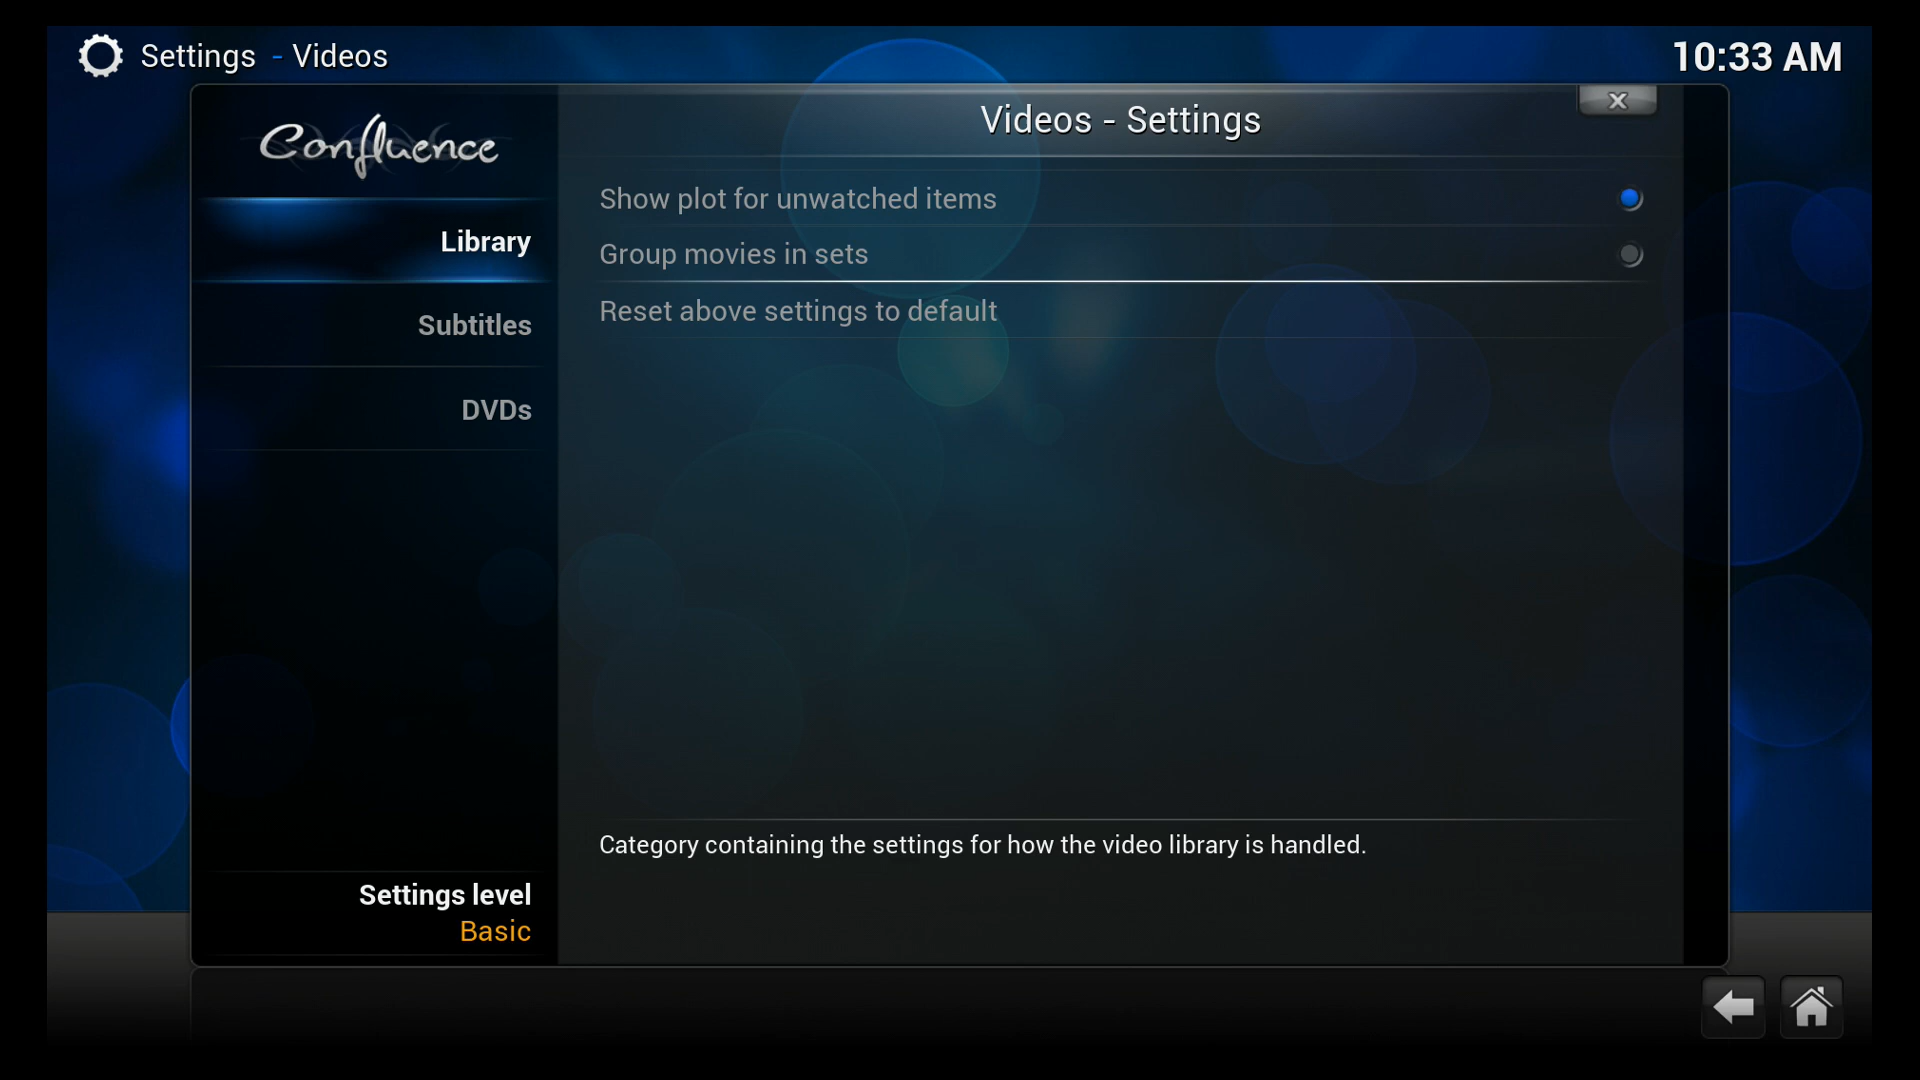 Settings - Videos
10:33 AM
Confluence
Videos - Settings
Library
Subtitles
DVDs
Show plot for unwatched items
Group movies in sets
Reset above settings to default
Category containing the settings for how the video library is handled.
Settings level
Basic